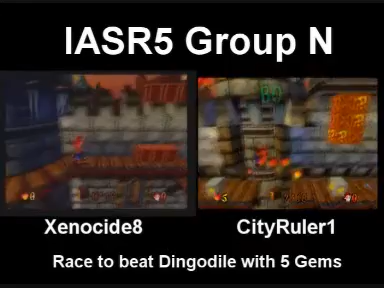 IASR5 Group N
Xenocide8 CityRuler1
Race to beat Dingodile with 5 Gems